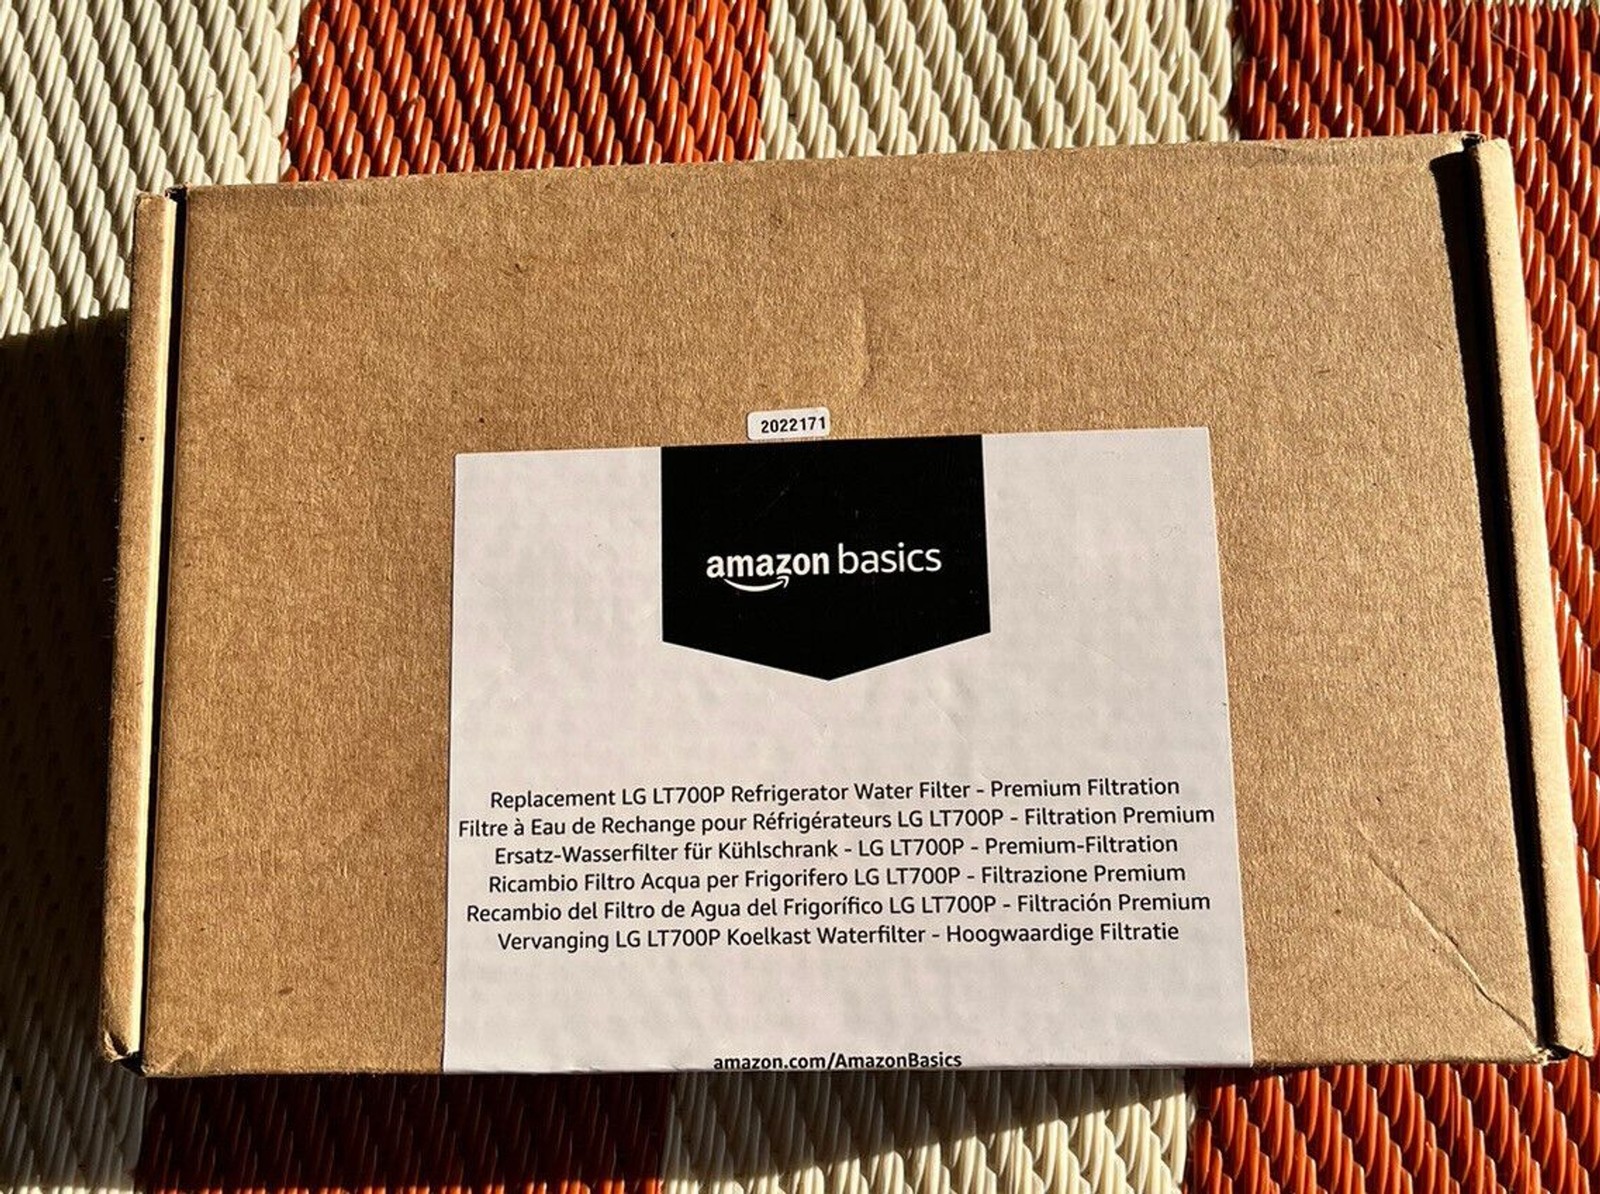 2022171
amazon basics
Replacement LG LT700P Refrigerator Water Filter - Premium Filtration
Filtre à Eau de Rechange pour Réfrigérateurs LG LT700P - Filtration Premium
Ersatz-Wasserfilter für Kühlschrank - LG LT700P - Premium-Filtration
Ricambio Filtro Acqua per Frigorifero LG LT700P - Filtrazione Premium
Recambio del Filtro de Agua del Frigorífico LG LT700P - Filtración Premium
Vervanging LG LT700P Koelkast Waterfilter - Hoogwaardige Filtratie
amazon.com/AmazonBasics